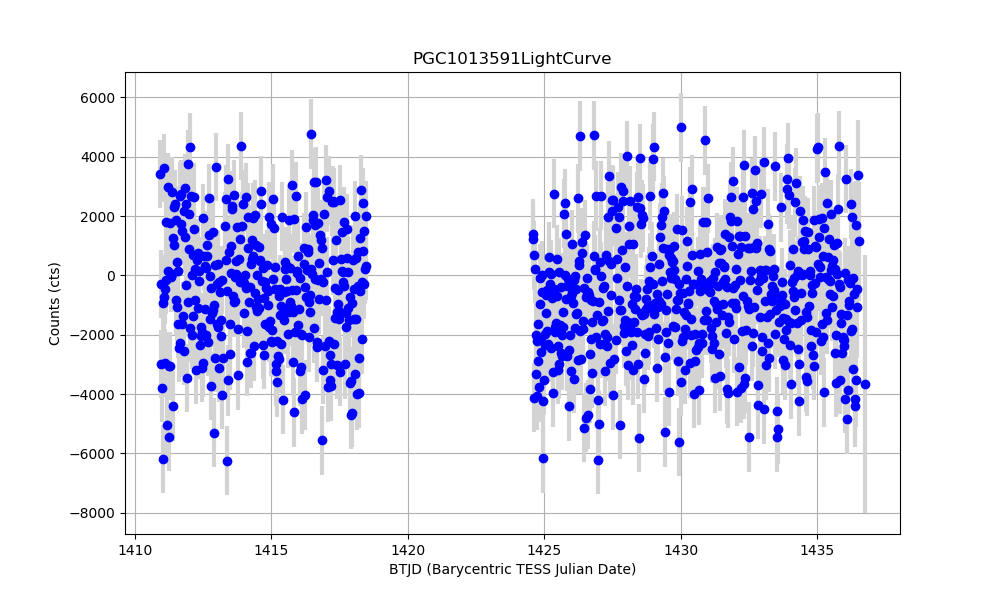 PGC1013591LightCurve
6000
4000
2000
0
−2000
−4000
−6000
−8000
Counts (cts)
1410 1415 1420 1425 1430 1435
BTJD (Barycentric TESS Julian Date)